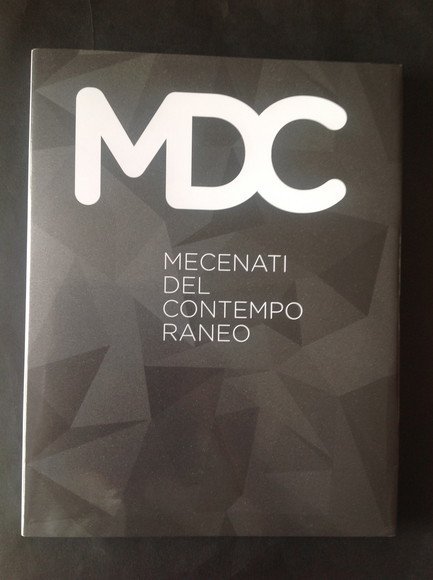 MDC
MECENATI
DEL
CONTEMPO
RANEO